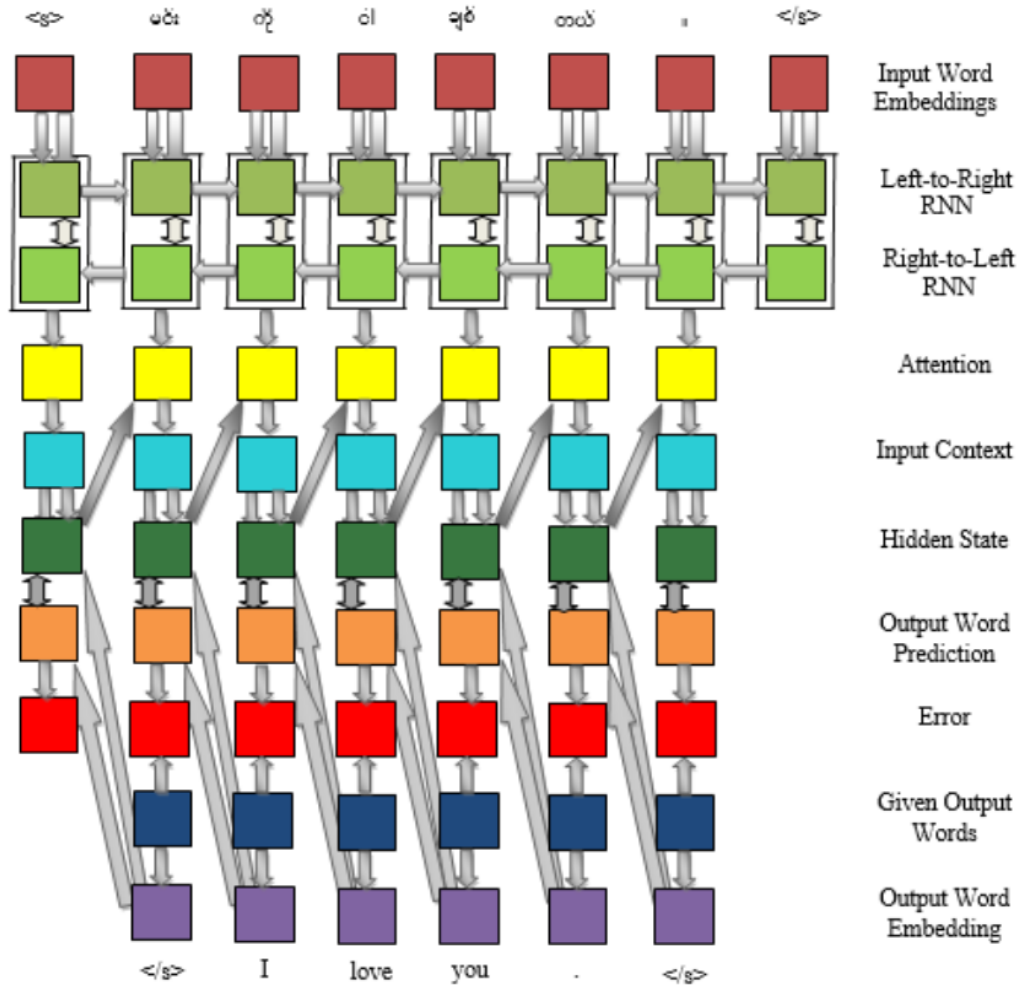 <s> မင်း ကို ငါ ချစ် တယ် ။ </s>
Input Word
Embeddings
Left-to-Right
RNN
Right-to-Left
RNN
Attention
Input Context
Hidden State
Output Word
Prediction
Error
Given Output
Words
Output Word
Embedding
</s> I love you . </s>